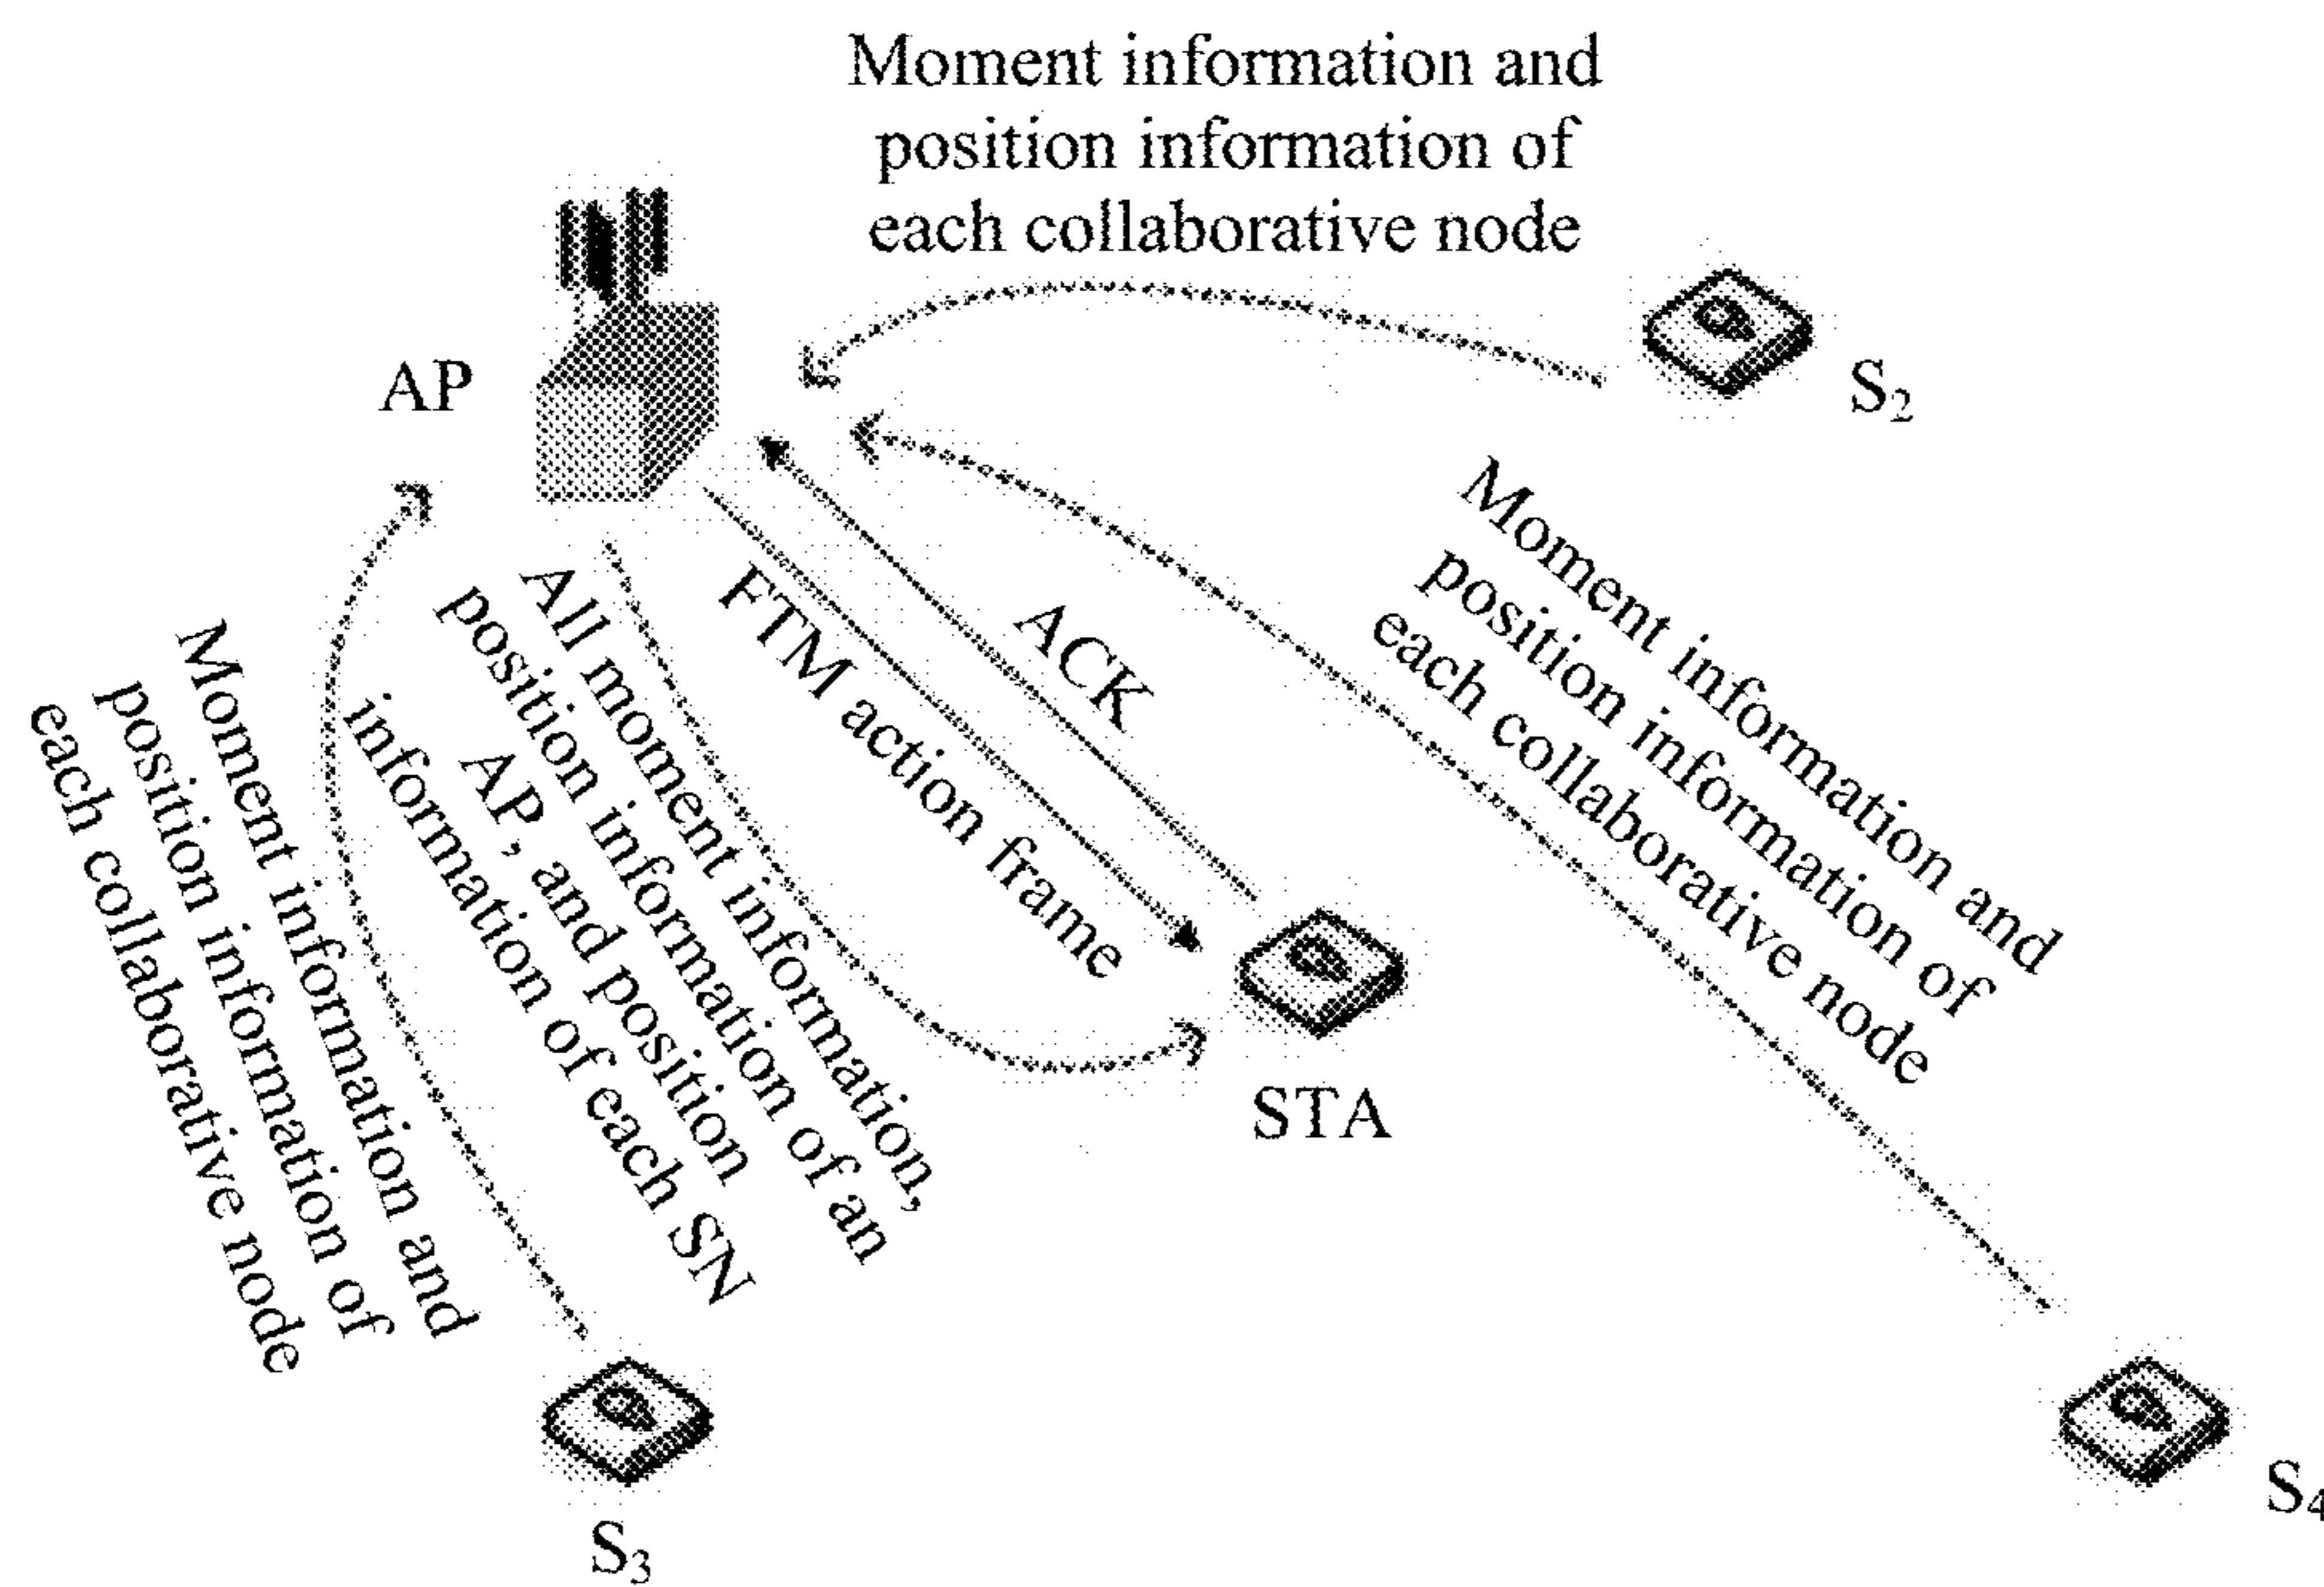 Moment information and
position information of
each collaborative node
AP
S₂
Moment information and
position information of
each collaborative node
ACK
FTM action frame
All moment information,
position information of an
AP, and position
information of each SN
Moment information and
position information of
each collaborative node
STA
S₃
S₄